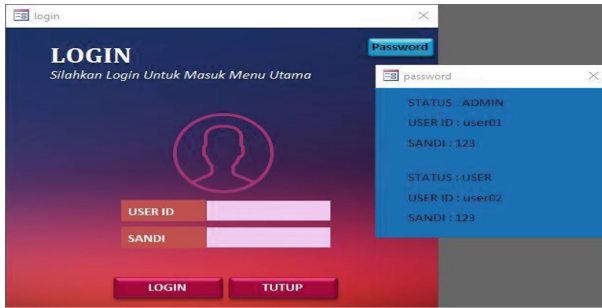 login
LOGIN
Silahkan Login Untuk Masuk Menu Utama
Password
USER ID
SANDI
LOGIN
TUTUP
password
STATUS : ADMIN
USER ID : user01
SANDI : 123
STATUS : USER
USER ID : user02
SANDI : 123